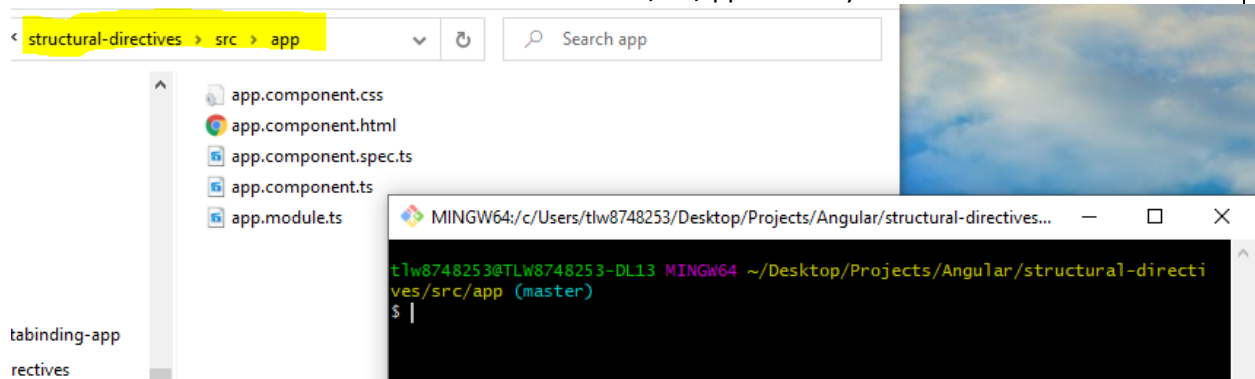 structural-directives > src > app
Search app
app.component.css
app.component.html
app.component.spec.ts
app.component.ts
app.module.ts
MINGW64:/c/Users/tlw8748253/Desktop/Projects/Angular/structural-directives...
tlw8748253@TLW8748253-DL13 MINGW64 ~/Desktop/Projects/Angular/structural-directi
ves/src/app (master)
$
tabinding-app
rectives